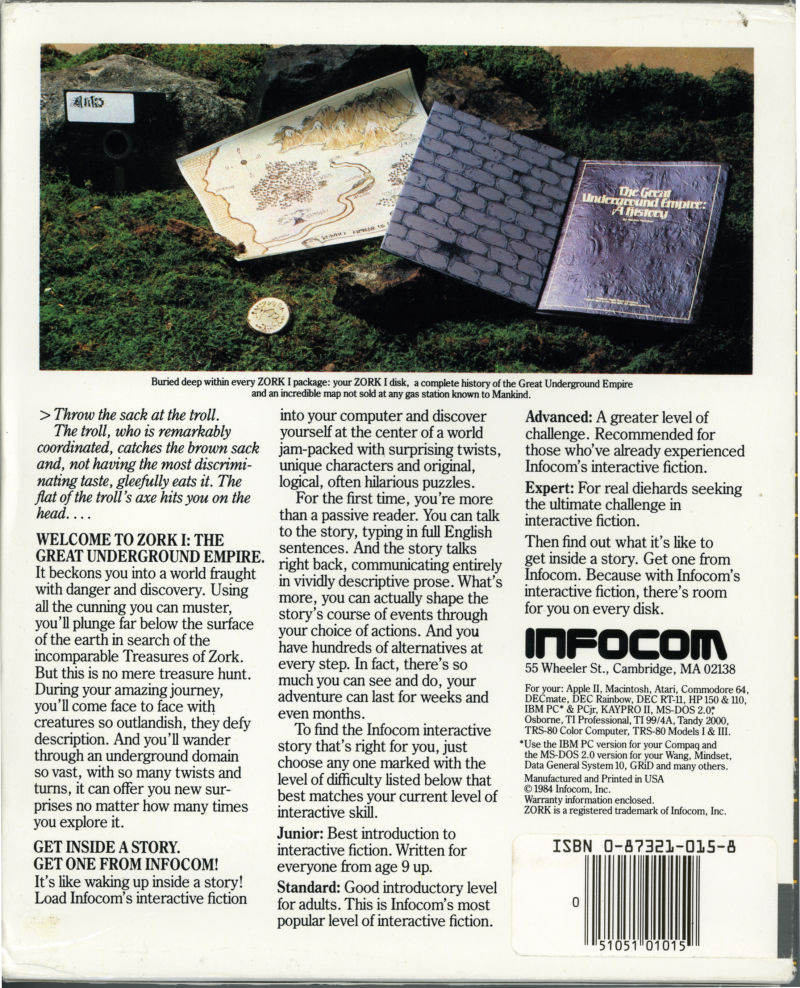 The Great
Underground Empire:
A History
Buried deep within every ZORK I package: your ZORK I disk, a complete history of the Great Underground Empire
and an incredible map not sold at any gas station known to Mankind.
> Throw the sack at the troll.
The troll, who is remarkably
coordinated, catches the brown sack
and, not having the most discrimi-
nating taste, gleefully eats it. The
flat of the troll's axe hits you on the
head. . . .
WELCOME TO ZORK I: THE
GREAT UNDERGROUND EMPIRE.
It beckons you into a world fraught
with danger and discovery. Using
all the cunning you can muster,
you'll plunge far below the surface
of the earth in search of the
incomparable Treasures of Zork.
But this is no mere treasure hunt.
During your amazing journey,
you'll come face to face with
creatures so outlandish, they defy
description. And you'll wander
through an underground domain
so vast, with so many twists and
turns, it can offer you new sur-
prises no matter how many times
you explore it.
GET INSIDE A STORY.
GET ONE FROM INFOCOM!
It's like waking up inside a story!
Load Infocom's interactive fiction
into your computer and discover
yourself at the center of a world
jam-packed with surprising twists,
unique characters and original,
logical, often hilarious puzzles.
For the first time, you're more
than a passive reader. You can talk
to the story, typing in full English
sentences. And the story talks
right back, communicating entirely
in vividly descriptive prose. What's
more, you can actually shape the
story's course of events through
your choice of actions. And you
have hundreds of alternatives at
every step. In fact, there's so
much you can see and do, your
adventure can last for weeks and
even months.
To find the Infocom interactive
story that's right for you, just
choose any one marked with the
level of difficulty listed below that
best matches your current level of
interactive skill.
Junior: Best introduction to
interactive fiction. Written for
everyone from age 9 up.
Standard: Good introductory level
for adults. This is Infocom's most
popular level of interactive fiction.
Advanced: A greater level of
challenge. Recommended for
those who've already experienced
Infocom's interactive fiction.
Expert: For real diehards seeking
the ultimate challenge in
interactive fiction.
Then find out what it's like to
get inside a story. Get one from
Infocom. Because with Infocom's
interactive fiction, there's room
for you on every disk.
INFOCOM
55 Wheeler St., Cambridge, MA 02138
For your: Apple II, Macintosh, Atari, Commodore 64,
DECmate, DEC Rainbow, DEC RT-11, HP 150 & 110,
IBM PC* & PCjr, KAYPRO II, MS-DOS 2.0,*
Osborne, TI Professional, TI 99/4A, Tandy 2000,
TRS-80 Color Computer, TRS-80 Models I & III.
*Use the IBM PC version for your Compaq and
the MS-DOS 2.0 version for your Wang, Mindset,
Data General System 10, GRiD and many others.
Manufactured and Printed in USA
© 1984 Infocom, Inc.
Warranty information enclosed.
ZORK is a registered trademark of Infocom, Inc.
ISBN 0-87321-015-8
0
51051 01015